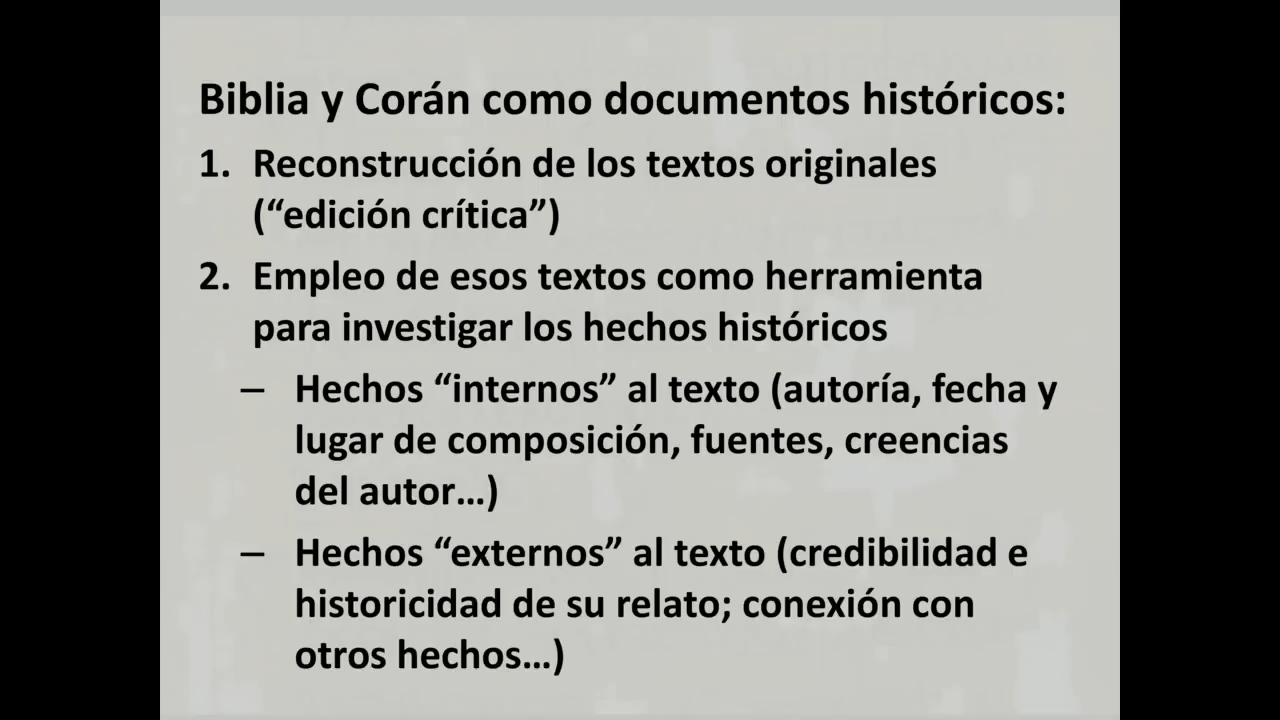 Biblia y Corán como documentos históricos:
1. Reconstrucción de los textos originales
(“edición crítica”)
2. Empleo de esos textos como herramienta
para investigar los hechos históricos
– Hechos “internos” al texto (autoría, fecha y
lugar de composición, fuentes, creencias
del autor…)
– Hechos “externos” al texto (credibilidad e
historicidad de su relato; conexión con
otros hechos…)